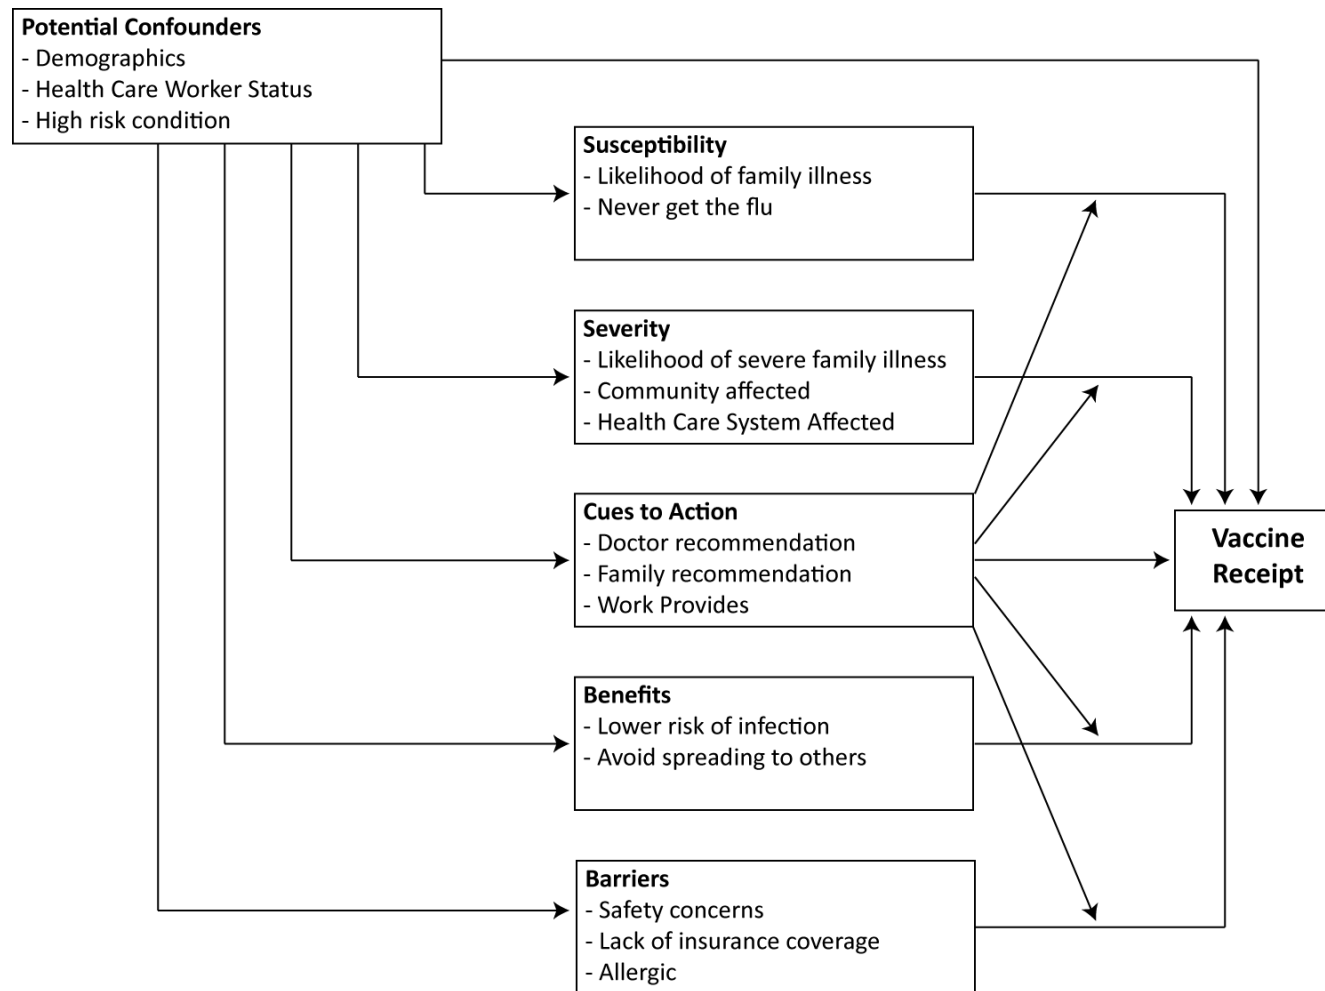 Potential Confounders
- Demographics
- Health Care Worker Status
- High risk condition
Susceptibility
- Likelihood of family illness
- Never get the flu
Severity
- Likelihood of severe family illness
- Community affected
- Health Care System Affected
Cues to Action
- Doctor recommendation
- Family recommendation
- Work Provides
Vaccine
Receipt
Benefits
- Lower risk of infection
- Avoid spreading to others
Barriers
- Safety concerns
- Lack of insurance coverage
- Allergic